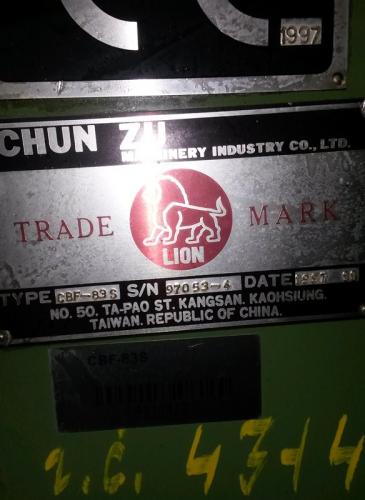 1997
CHUN ZU
MACHINERY INDUSTRY CO., LTD.
TRADE MARK
LION
TYPE CBF-83S S/N 97053-4 DATE 1997
NO. 50. TA-PAO ST. KANGSAN. KAOHSIUNG.
TAIWAN. REPUBLIC OF CHINA.
CBF-83S